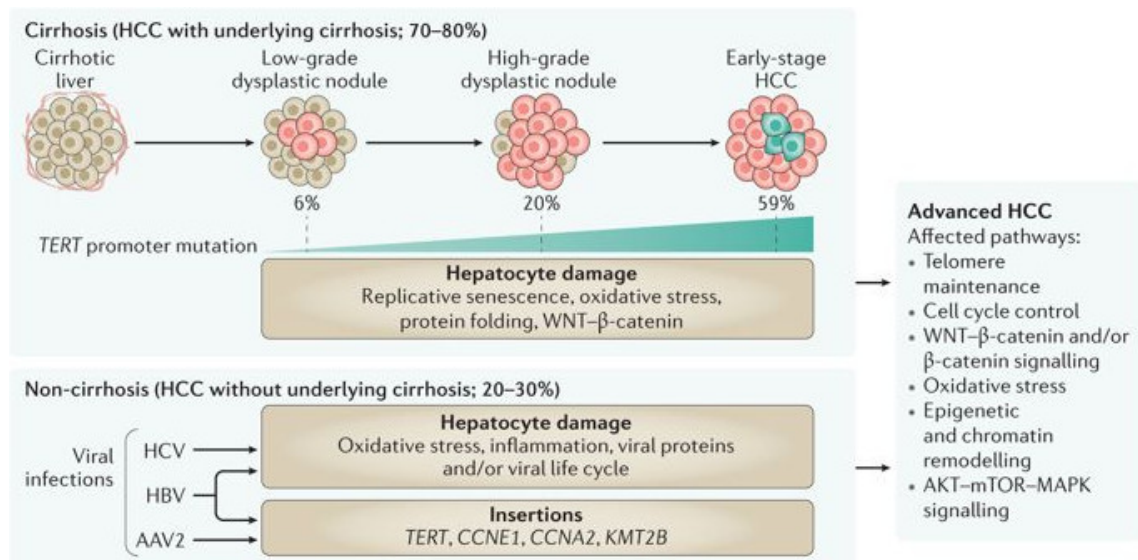 Cirrhosis (HCC with underlying cirrhosis; 70–80%)
Cirrhotic
liver
Low-grade
dysplastic nodule
High-grade
dysplastic nodule
Early-stage
HCC
6%
20%
59%
TERT promoter mutation
Hepatocyte damage
Replicative senescence, oxidative stress,
protein folding, WNT–β-catenin
Non-cirrhosis (HCC without underlying cirrhosis; 20–30%)
Viral
infections
HCV
HBV
AAV2
Hepatocyte damage
Oxidative stress, inflammation, viral proteins
and/or viral life cycle
Insertions
TERT, CCNE1, CCNA2, KMT2B
Advanced HCC
Affected pathways:
• Telomere
maintenance
• Cell cycle control
• WNT–β-catenin and/or
β-catenin signalling
• Oxidative stress
• Epigenetic
and chromatin
remodelling
• AKT–mTOR–MAPK
signalling